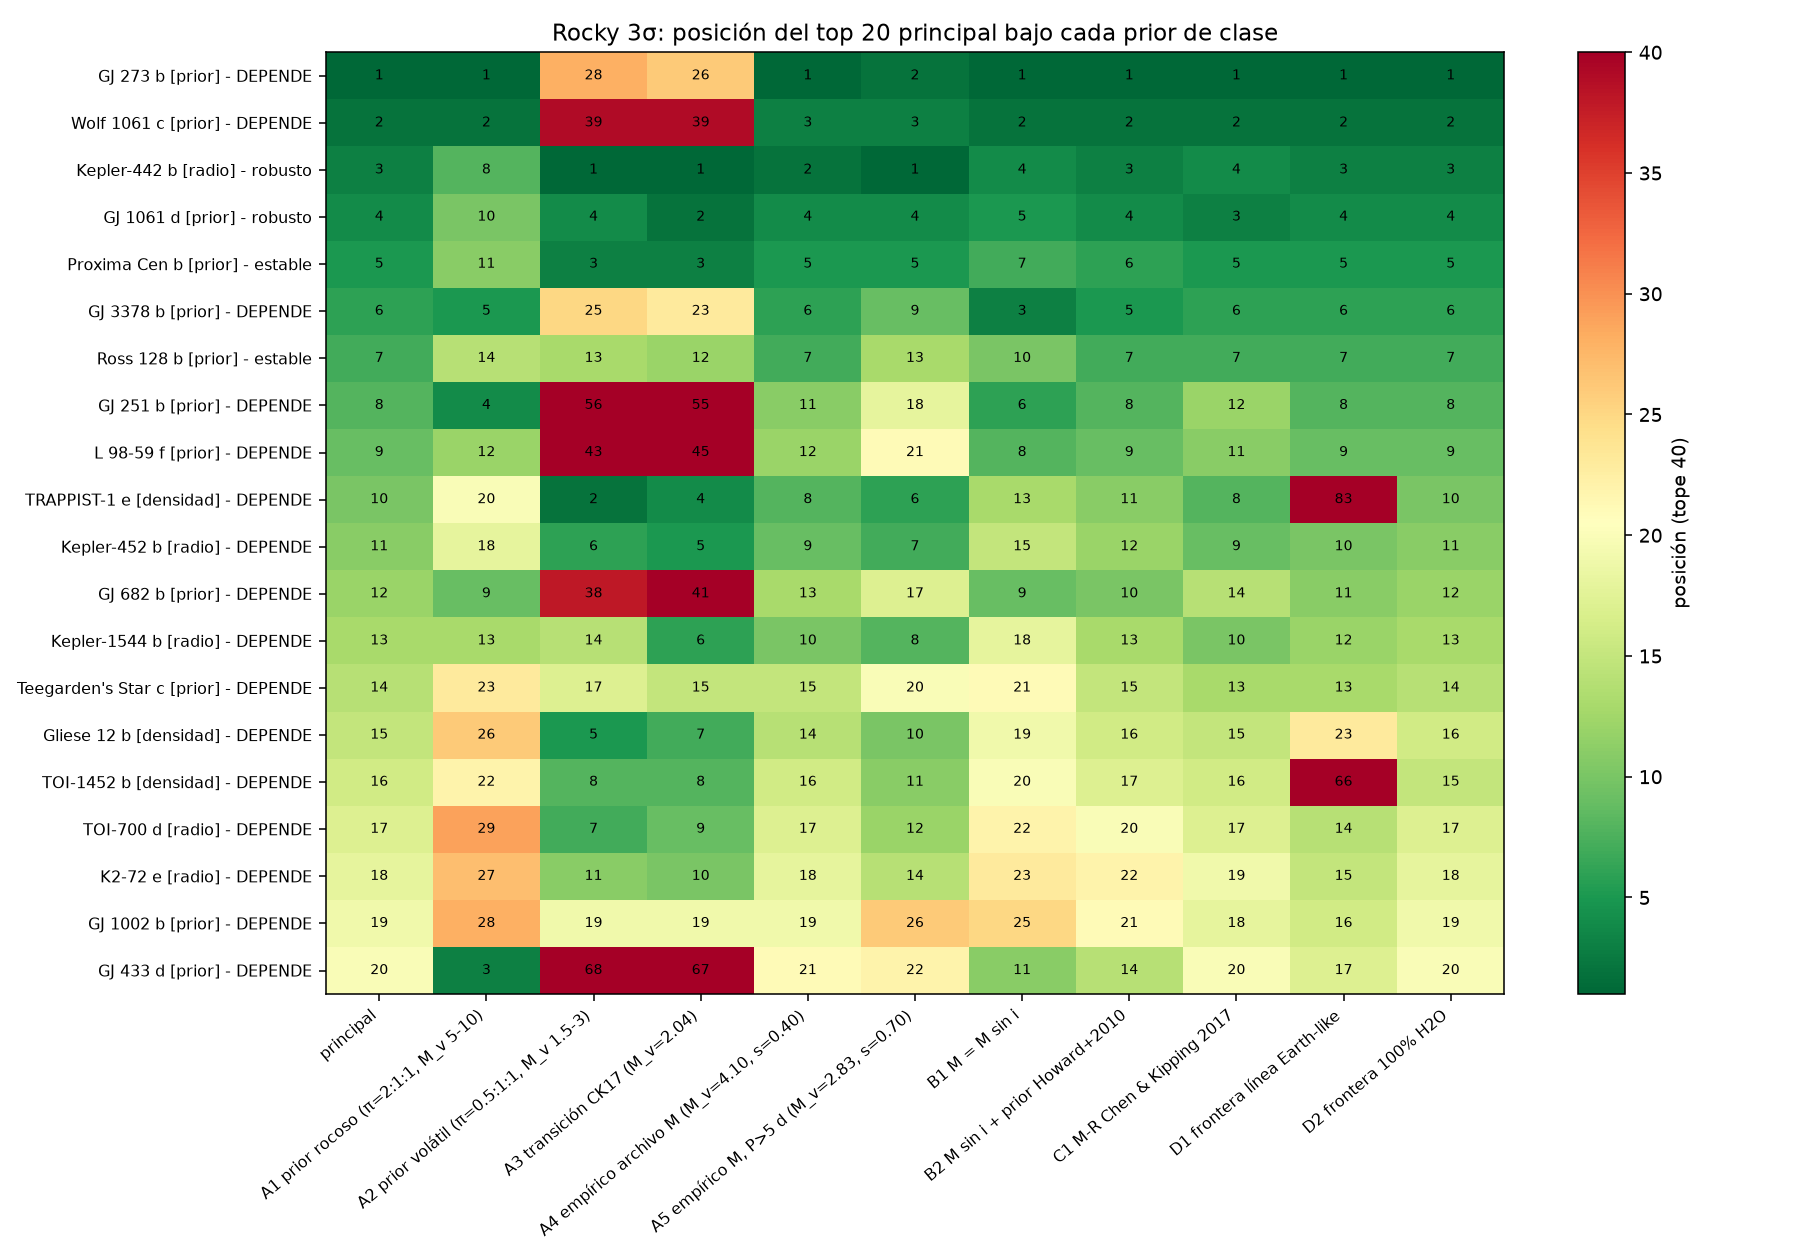 Rocky 3σ: posición del top 20 principal bajo cada prior de clase
GJ 273 b [prior] - DEPENDE 1 1 28 26 1 2 1 1 1 1 1
Wolf 1061 c [prior] - DEPENDE 2 2 39 39 3 3 2 2 2 2 2
Kepler-442 b [radio] - robusto 3 8 1 1 2 1 4 3 4 3 3
GJ 1061 d [prior] - robusto 4 10 4 2 4 4 5 4 3 4 4
Proxima Cen b [prior] - estable 5 11 3 3 5 5 7 6 5 5 5
GJ 3378 b [prior] - DEPENDE 6 5 25 23 6 9 3 5 6 6 6
Ross 128 b [prior] - estable 7 14 13 12 7 13 10 7 7 7 7
GJ 251 b [prior] - DEPENDE 8 4 56 55 11 18 6 8 12 8 8
L 98-59 f [prior] - DEPENDE 9 12 43 45 12 21 8 9 11 9 9
TRAPPIST-1 e [densidad] - DEPENDE 10 20 2 4 8 6 13 11 8 83 10
Kepler-452 b [radio] - DEPENDE 11 18 6 5 9 7 15 12 9 10 11
GJ 682 b [prior] - DEPENDE 12 9 38 41 13 17 9 10 14 11 12
Kepler-1544 b [radio] - DEPENDE 13 13 14 6 10 8 18 13 10 12 13
Teegarden's Star c [prior] - DEPENDE 14 23 17 15 15 20 21 15 13 13 14
Gliese 12 b [densidad] - DEPENDE 15 26 5 7 14 10 19 16 15 23 16
TOI-1452 b [densidad] - DEPENDE 16 22 8 8 16 11 20 17 16 66 15
TOI-700 d [radio] - DEPENDE 17 29 7 9 17 12 22 20 17 14 17
K2-72 e [radio] - DEPENDE 18 27 11 10 18 14 23 22 19 15 18
GJ 1002 b [prior] - DEPENDE 19 28 19 19 19 26 25 21 18 16 19
GJ 433 d [prior] - DEPENDE 20 3 68 67 21 22 11 14 20 17 20
principal
A1 prior rocoso (π=2:1:1, M_v 5-10)
A2 prior volátil (π=0.5:1:1, M_v 1.5-3)
A3 transición CK17 (M_v=2.04)
A4 empírico archivo M (M_v=4.10, s=0.40)
A5 empírico M, P>5 d (M_v=2.83, s=0.70)
B1 M = M sin i
B2 M sin i + prior Howard+2010
C1 M-R Chen & Kipping 2017
D1 frontera línea Earth-like
D2 frontera 100% H2O
40
35
30
25
20
15
10
5
posición (tope 40)